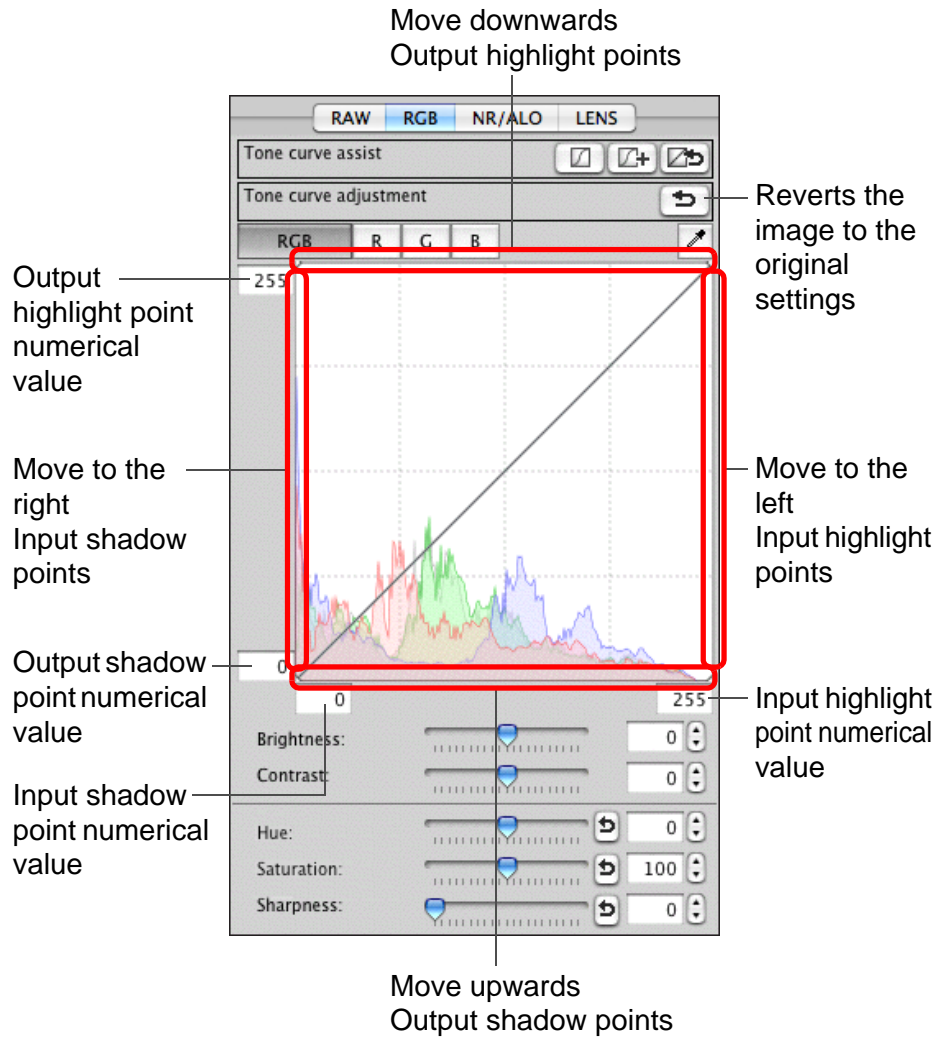 Move downwards
Output highlight points
RAW RGB NR/ALO LENS
Tone curve assist
Tone curve adjustment
RGB R G B
Reverts the
image to the
original
settings
Output
highlight point
numerical
value
255
Move to the
right
Input shadow
points
Move to the
left
Input highlight
points
Output shadow
point numerical
value
0
0
255
Input highlight
point numerical
value
Input shadow
point numerical
value
Brightness: 0
Contrast: 0
Hue: 0
Saturation: 100
Sharpness: 0
Move upwards
Output shadow points